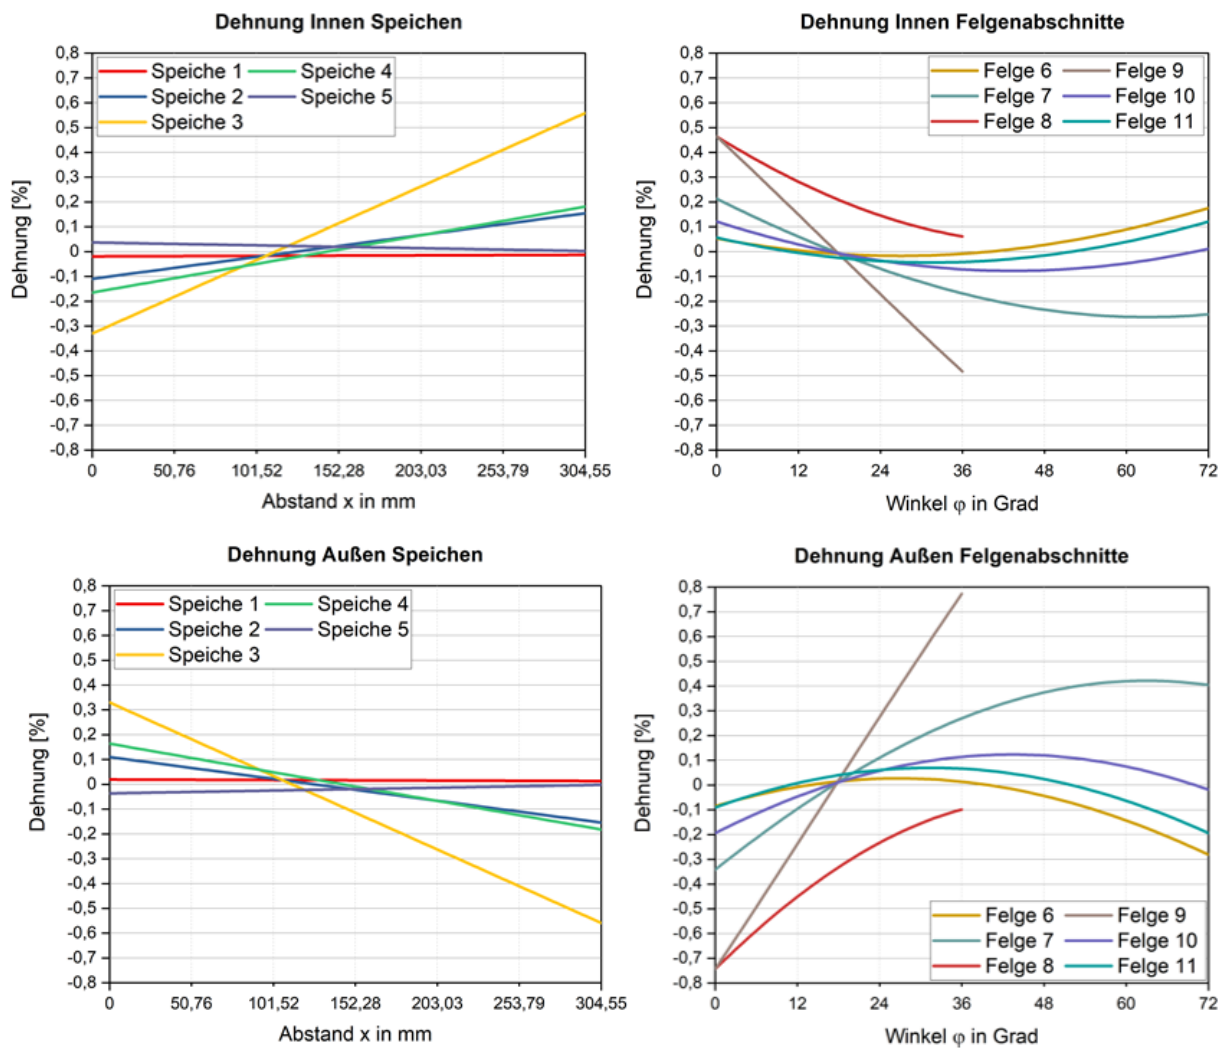 Dehnung Innen Speichen
Dehnung [%]
0,8
0,7
0,6
0,5
0,4
0,3
0,2
0,1
0
-0,1
-0,2
-0,3
-0,4
-0,5
-0,6
-0,7
-0,8
Speiche 1 Speiche 4
Speiche 2 Speiche 5
Speiche 3
0 50,76 101,52 152,28 203,03 253,79 304,55
Abstand x in mm
Dehnung Innen Felgenabschnitte
Dehnung [%]
0,8
0,7
0,6
0,5
0,4
0,3
0,2
0,1
0
-0,1
-0,2
-0,3
-0,4
-0,5
-0,6
-0,7
-0,8
Felge 6 Felge 9
Felge 7 Felge 10
Felge 8 Felge 11
0 12 24 36 48 60 72
Winkel φ in Grad
Dehnung Außen Speichen
Dehnung [%]
0,8
0,7
0,6
0,5
0,4
0,3
0,2
0,1
0
-0,1
-0,2
-0,3
-0,4
-0,5
-0,6
-0,7
-0,8
Speiche 1 Speiche 4
Speiche 2 Speiche 5
Speiche 3
0 50,76 101,52 152,28 203,03 253,79 304,55
Abstand x in mm
Dehnung Außen Felgenabschnitte
Dehnung [%]
0,8
0,7
0,6
0,5
0,4
0,3
0,2
0,1
0
-0,1
-0,2
-0,3
-0,4
-0,5
-0,6
-0,7
-0,8
Felge 6 Felge 9
Felge 7 Felge 10
Felge 8 Felge 11
0 12 24 36 48 60 72
Winkel φ in Grad